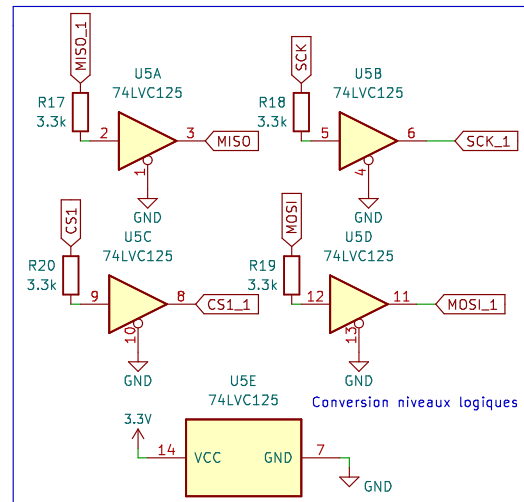 MISO_1
R17
3.3k
U5A
74LVC125
2
3
1
MISO
GND
SCK
R18
3.3k
U5B
74LVC125
5
6
4
SCK_1
GND
CS1
R20
3.3k
U5C
74LVC125
9
8
10
CS1_1
GND
MOSI
R19
3.3k
U5D
74LVC125
12
11
13
MOSI_1
GND
U5E
74LVC125
Conversion niveaux logiques
3.3V
14
VCC
GND
7
GND